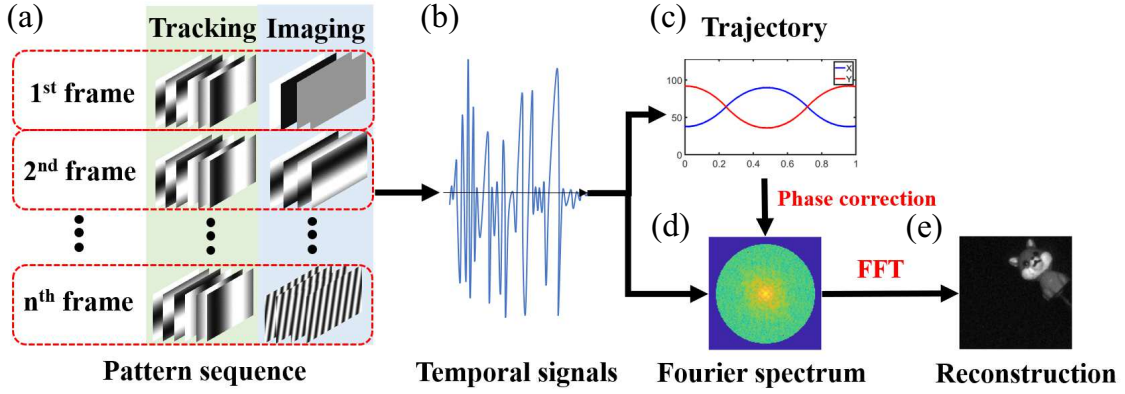 (a)
Tracking Imaging
1st frame
2nd frame
nth frame
Pattern sequence
(b)
Temporal signals
(c)
Trajectory
X
Y
100
50
0
0 0.2 0.4 0.6 0.8 1
Phase correction
(d)
Fourier spectrum
FFT
(e)
Reconstruction